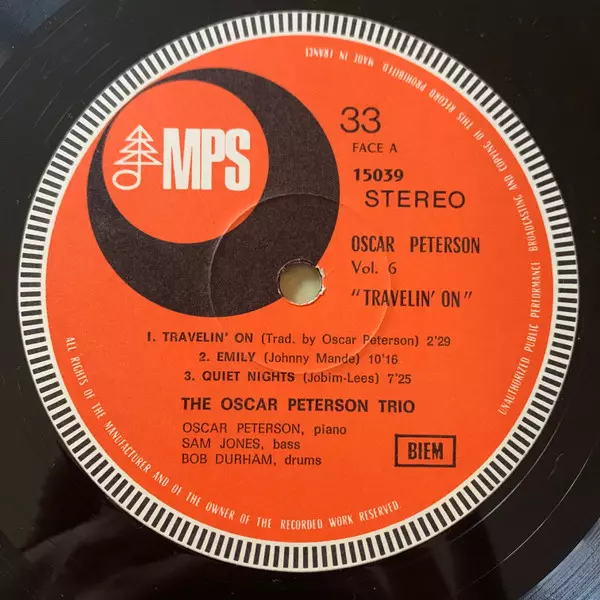 MPS
33
FACE A
15039
STEREO
OSCAR PETERSON
Vol. 6
"TRAVELIN' ON"
1. TRAVELIN' ON (Trad. by Oscar Peterson) 2'29
2. EMILY (Johnny Mande) 10'16
3. QUIET NIGHTS (Jobim-Lees) 7'25
THE OSCAR PETERSON TRIO
OSCAR PETERSON, piano
SAM JONES, bass
BOB DURHAM, drums
BIEM
ALL RIGHTS OF THE MANUFACTURER AND OF THE OWNER OF THE RECORDED WORK RESERVED.
UNAUTHORIZED PUBLIC PERFORMANCE BROADCASTING AND COPYING OF THIS RECORD PROHIBITED. MADE IN FRANCE